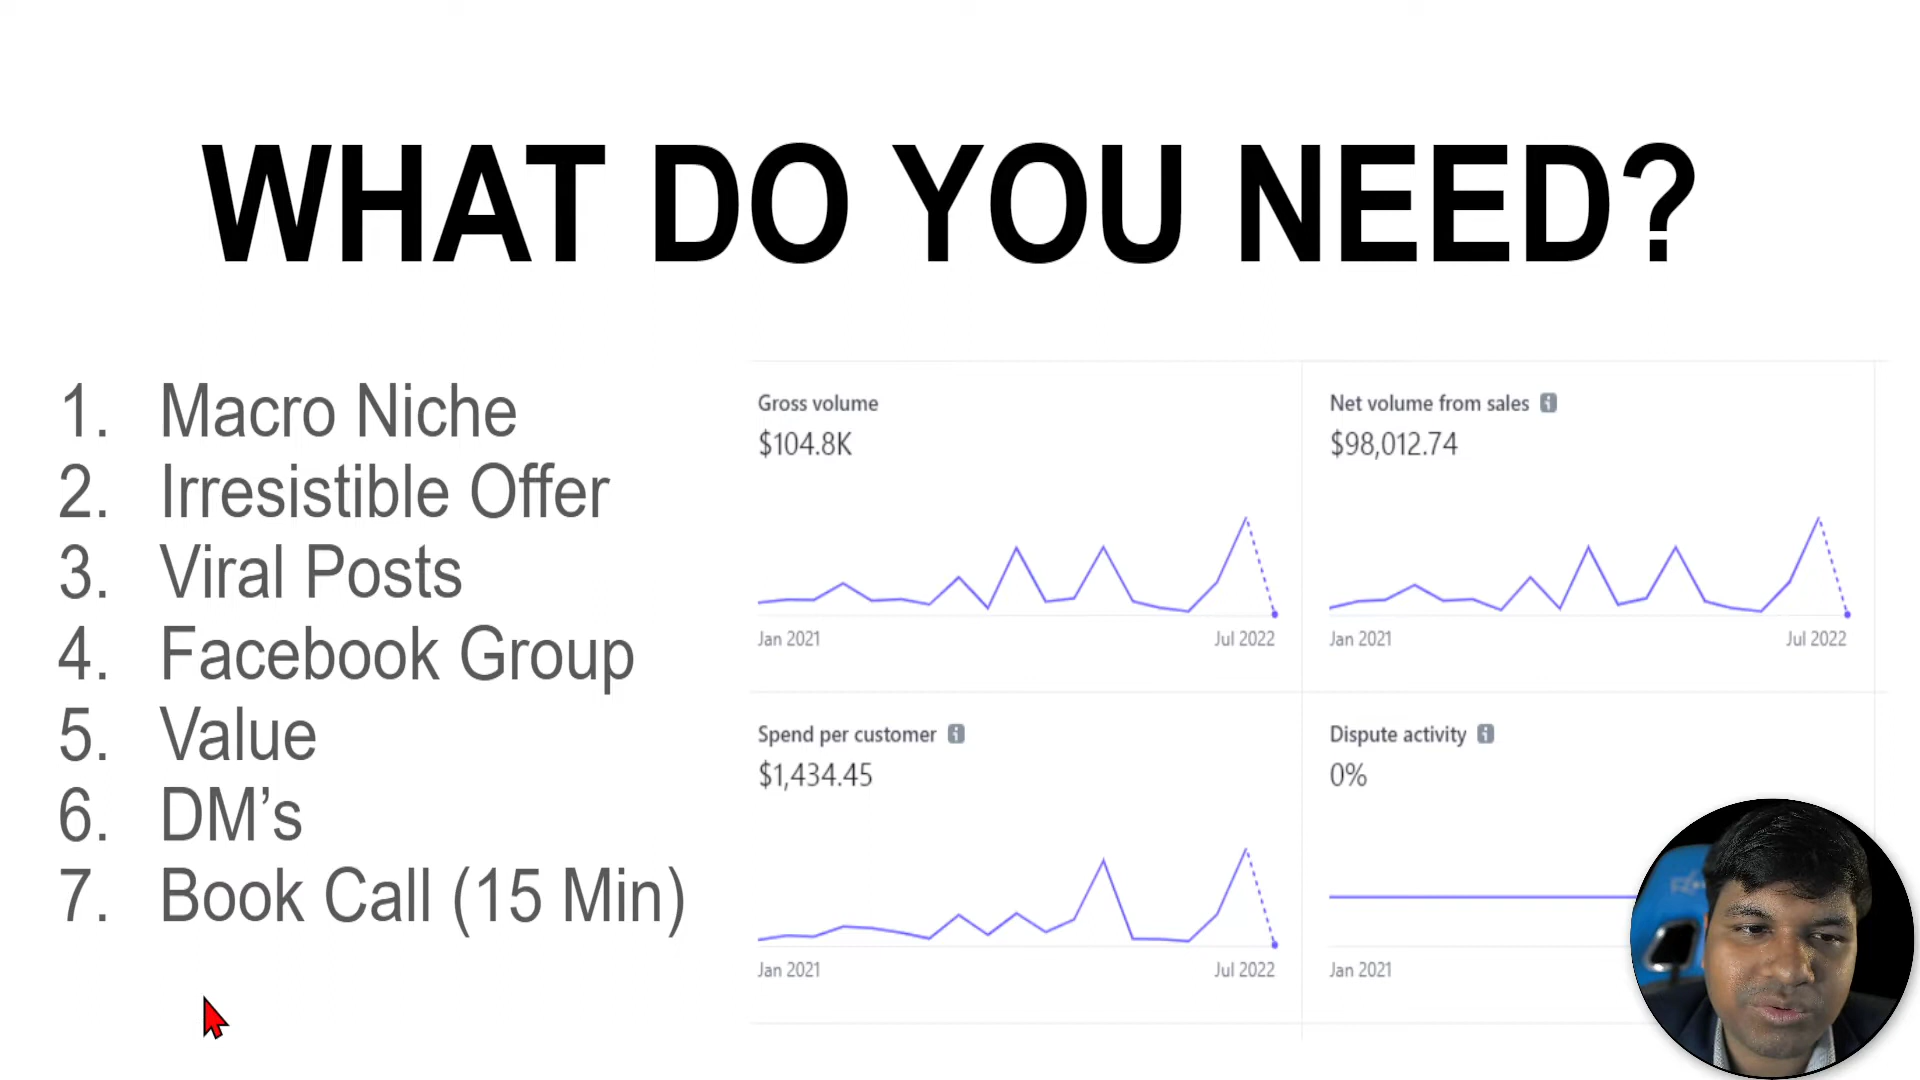 WHAT DO YOU NEED?
1. Macro Niche
2. Irresistible Offer
3. Viral Posts
4. Facebook Group
5. Value
6. DM’s
7. Book Call (15 Min)
Gross volume
$104.8K
Jan 2021 Jul 2022
Net volume from sales
$98,012.74
Jan 2021 Jul 2022
Spend per customer
$1,434.45
Jan 2021 Jul 2022
Dispute activity
0%
Jan 2021